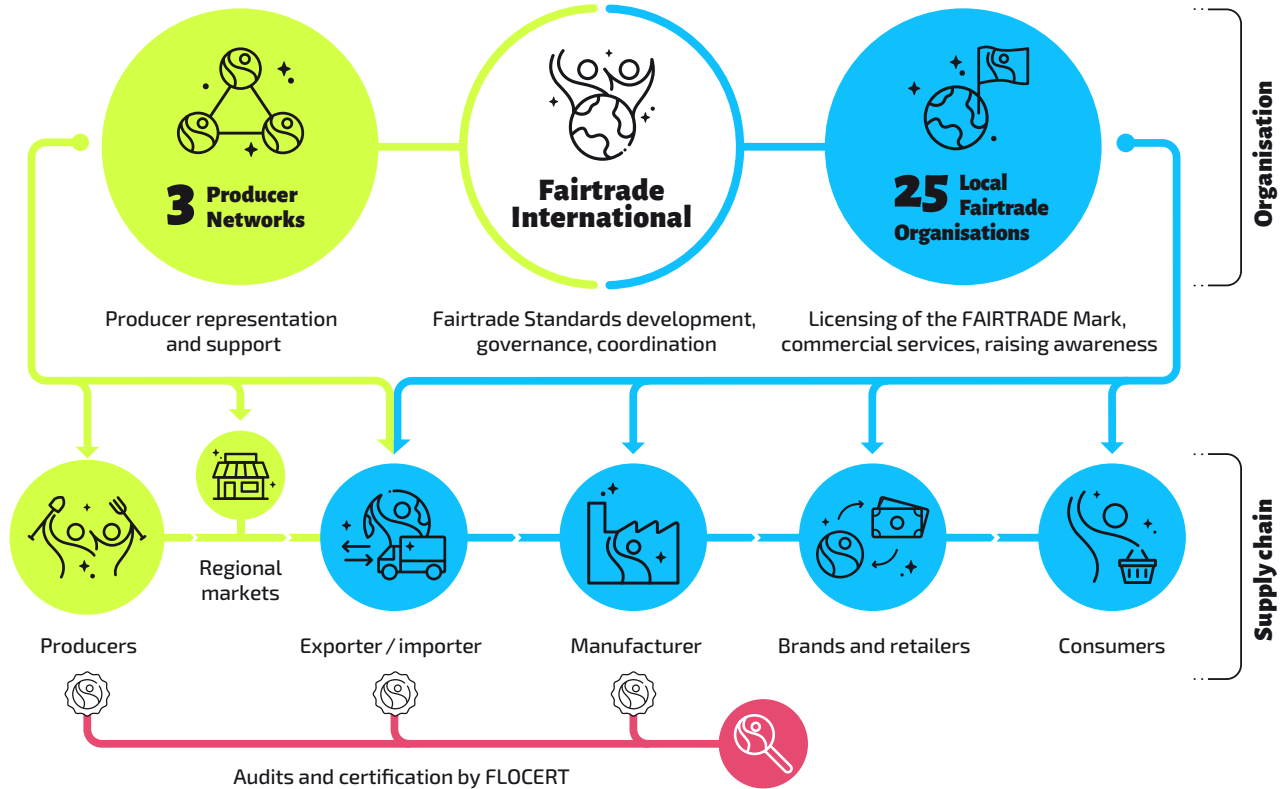 3 Producer
Networks
Fairtrade
International
25 Local
Fairtrade
Organisations
Organisation
Producer representation
and support
Fairtrade Standards development,
governance, coordination
Licensing of the FAIRTRADE Mark,
commercial services, raising awareness
Regional
markets
Producers
Exporter / importer
Manufacturer
Brands and retailers
Consumers
Supply chain
Audits and certification by FLOCERT